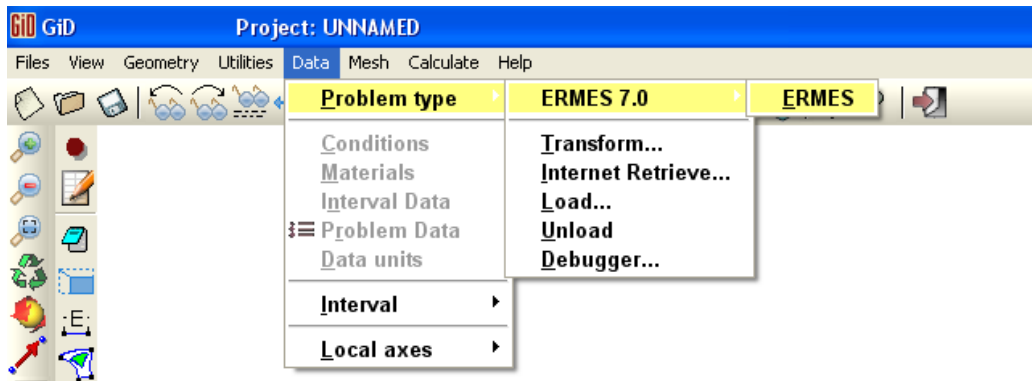 GiD GiD Project: UNNAMED
Files View Geometry Utilities Data Mesh Calculate Help
Problem type ERMES 7.0 ERMES
Conditions Transform...
Materials Internet Retrieve...
Interval Data Load...
Problem Data Unload
Data units Debugger...
Interval
Local axes
E